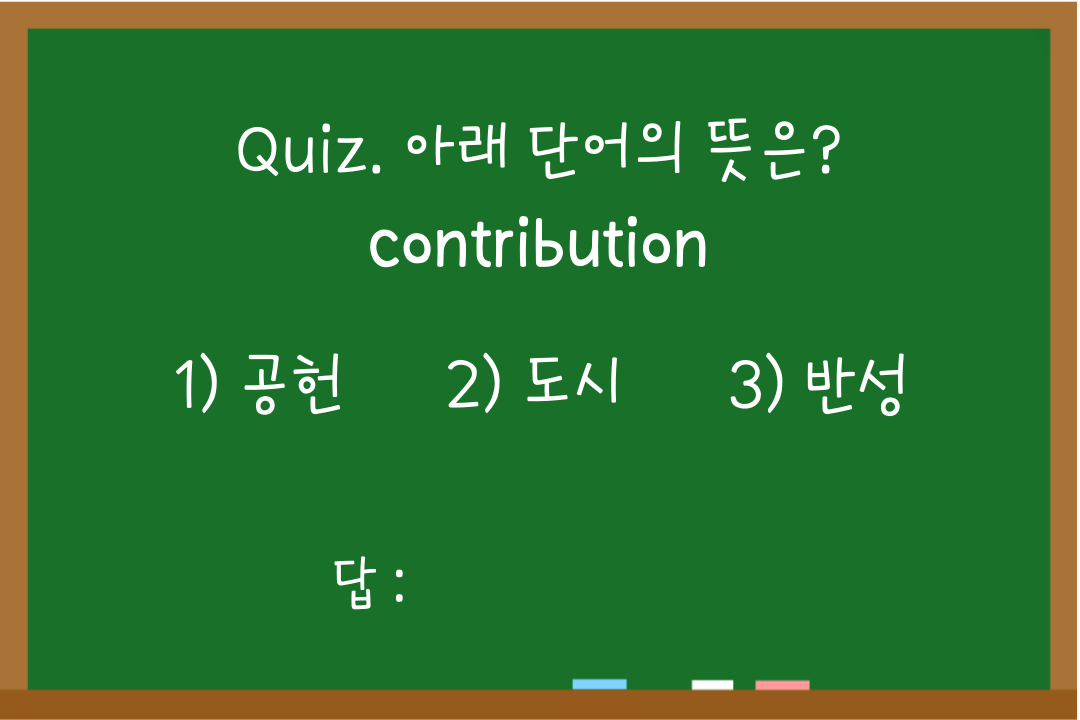 Quiz. 아래 단어의 뜻은?
contribution
1) 공헌 2) 도시 3) 반성
답 :